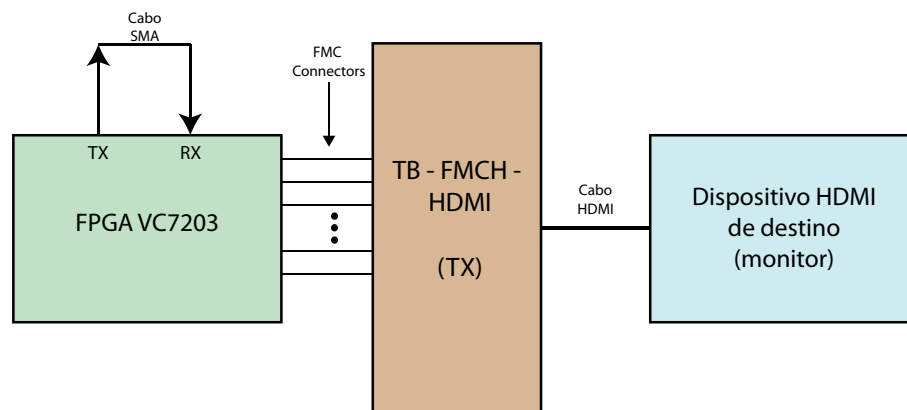 Cabo
SMA
FMC
Connectors
TX
RX
FPGA VC7203
TB - FMCH -
HDMI
(TX)
Cabo
HDMI
Dispositivo HDMI
de destino
(monitor)